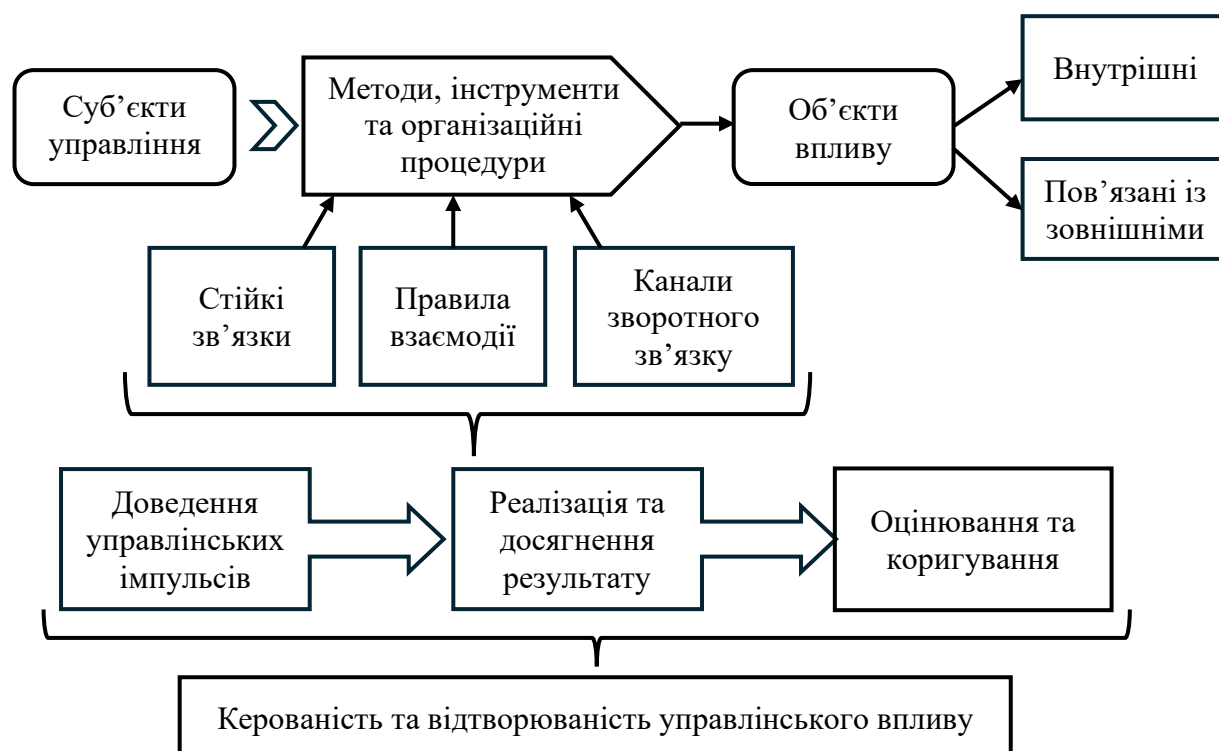 Суб’єкти
управління
Методи, інструменти
та організаційні
процедури
Об’єкти
впливу
Внутрішні
Пов’язані із
зовнішніми
Стійкі
зв’язки
Правила
взаємодії
Канали
зворотного
зв’язку
Доведення
управлінських
імпульсів
Реалізація та
досягнення
результату
Оцінювання та
коригування
Керованість та відтворюваність управлінського впливу